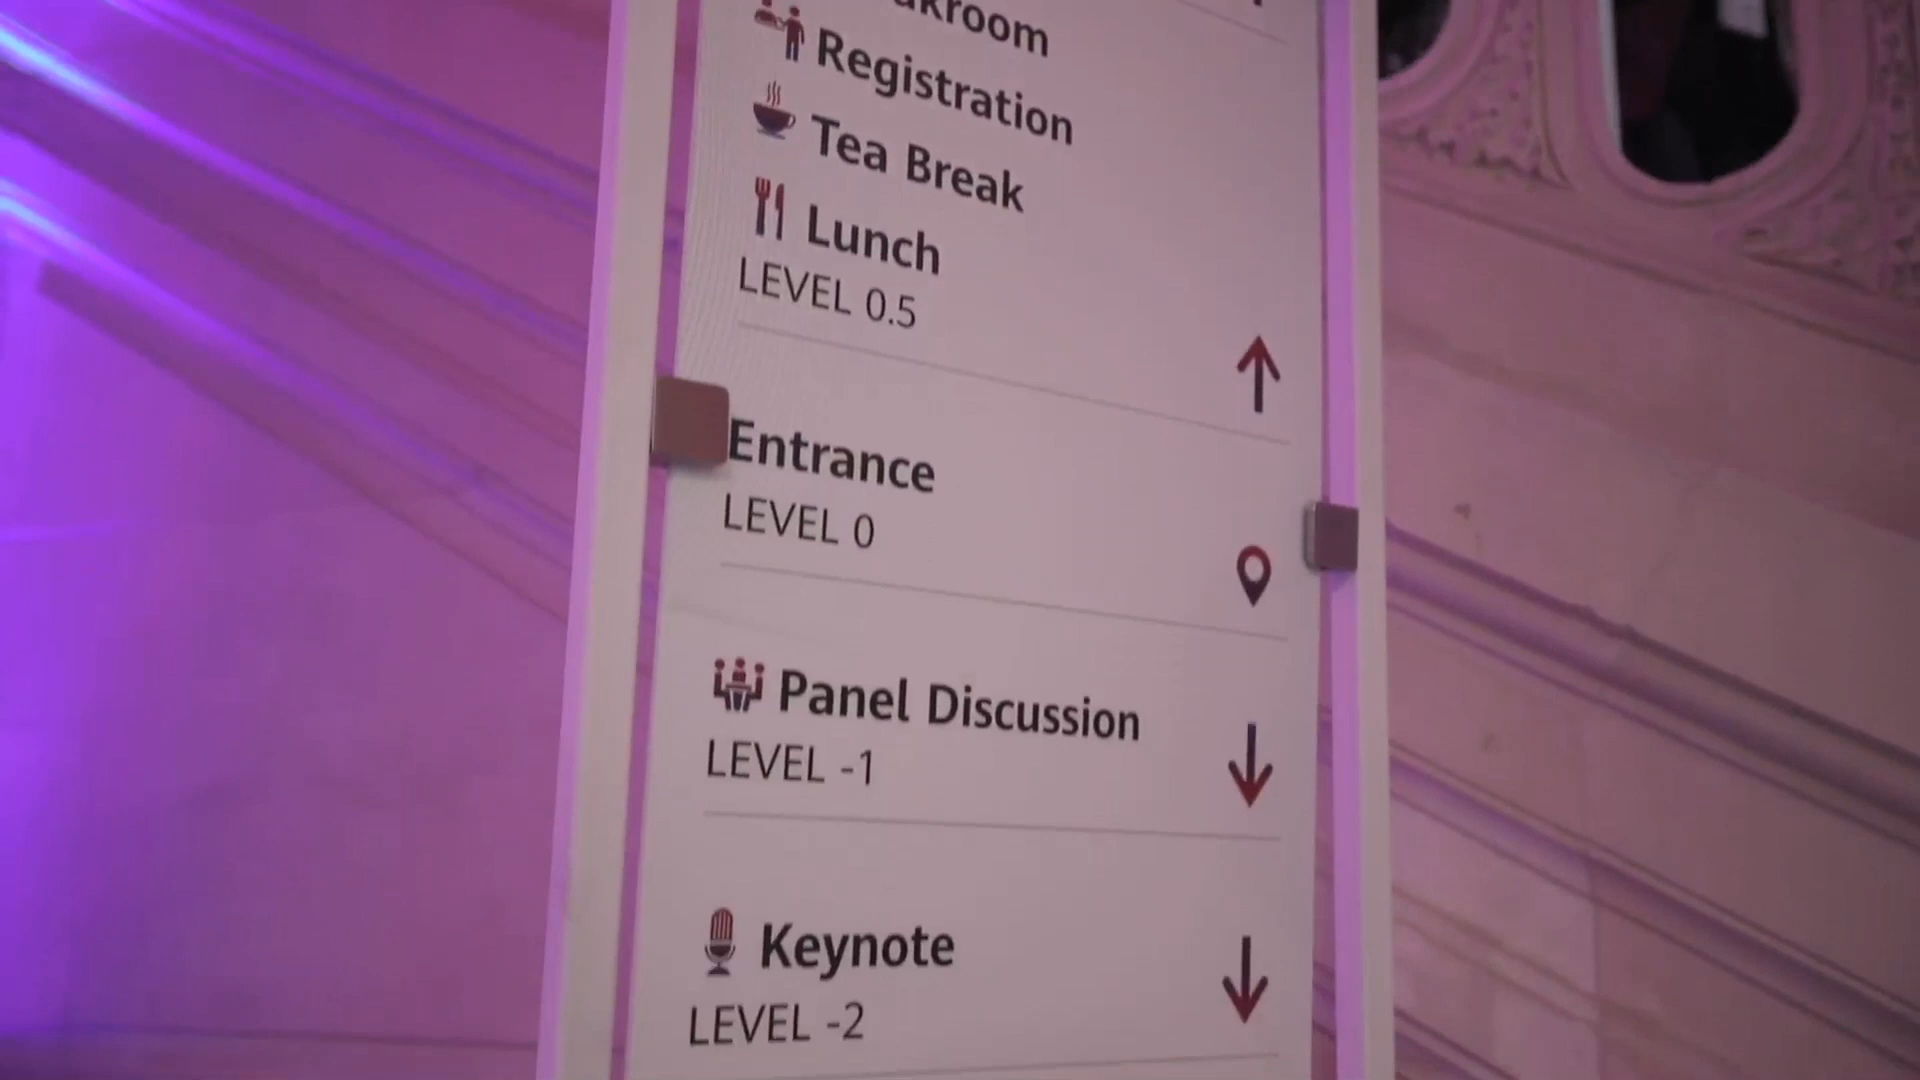 Registration
Tea Break
Lunch
LEVEL 0.5
Entrance
LEVEL 0
Panel Discussion
LEVEL -1
Keynote
LEVEL -2